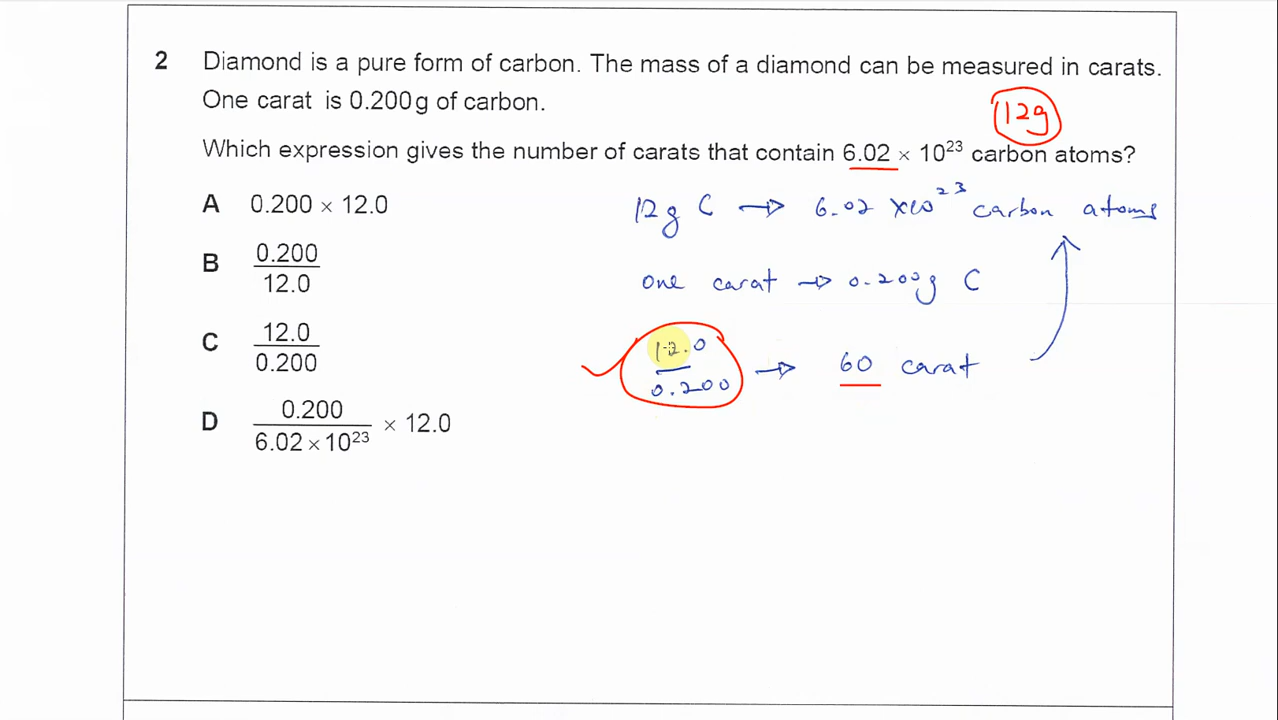 2 Diamond is a pure form of carbon. The mass of a diamond can be measured in carats.
One carat is 0.200g of carbon.
12g
Which expression gives the number of carats that contain 6.02 × 10²³ carbon atoms?
A 0.200 × 12.0
12g C → 6.02 × 10²³ carbon atoms
B 0.200/12.0
one carat → 0.200g C
C 12.0/0.200
12.0/0.200 → 60 carat
D 0.200/(6.02 × 10²³) × 12.0